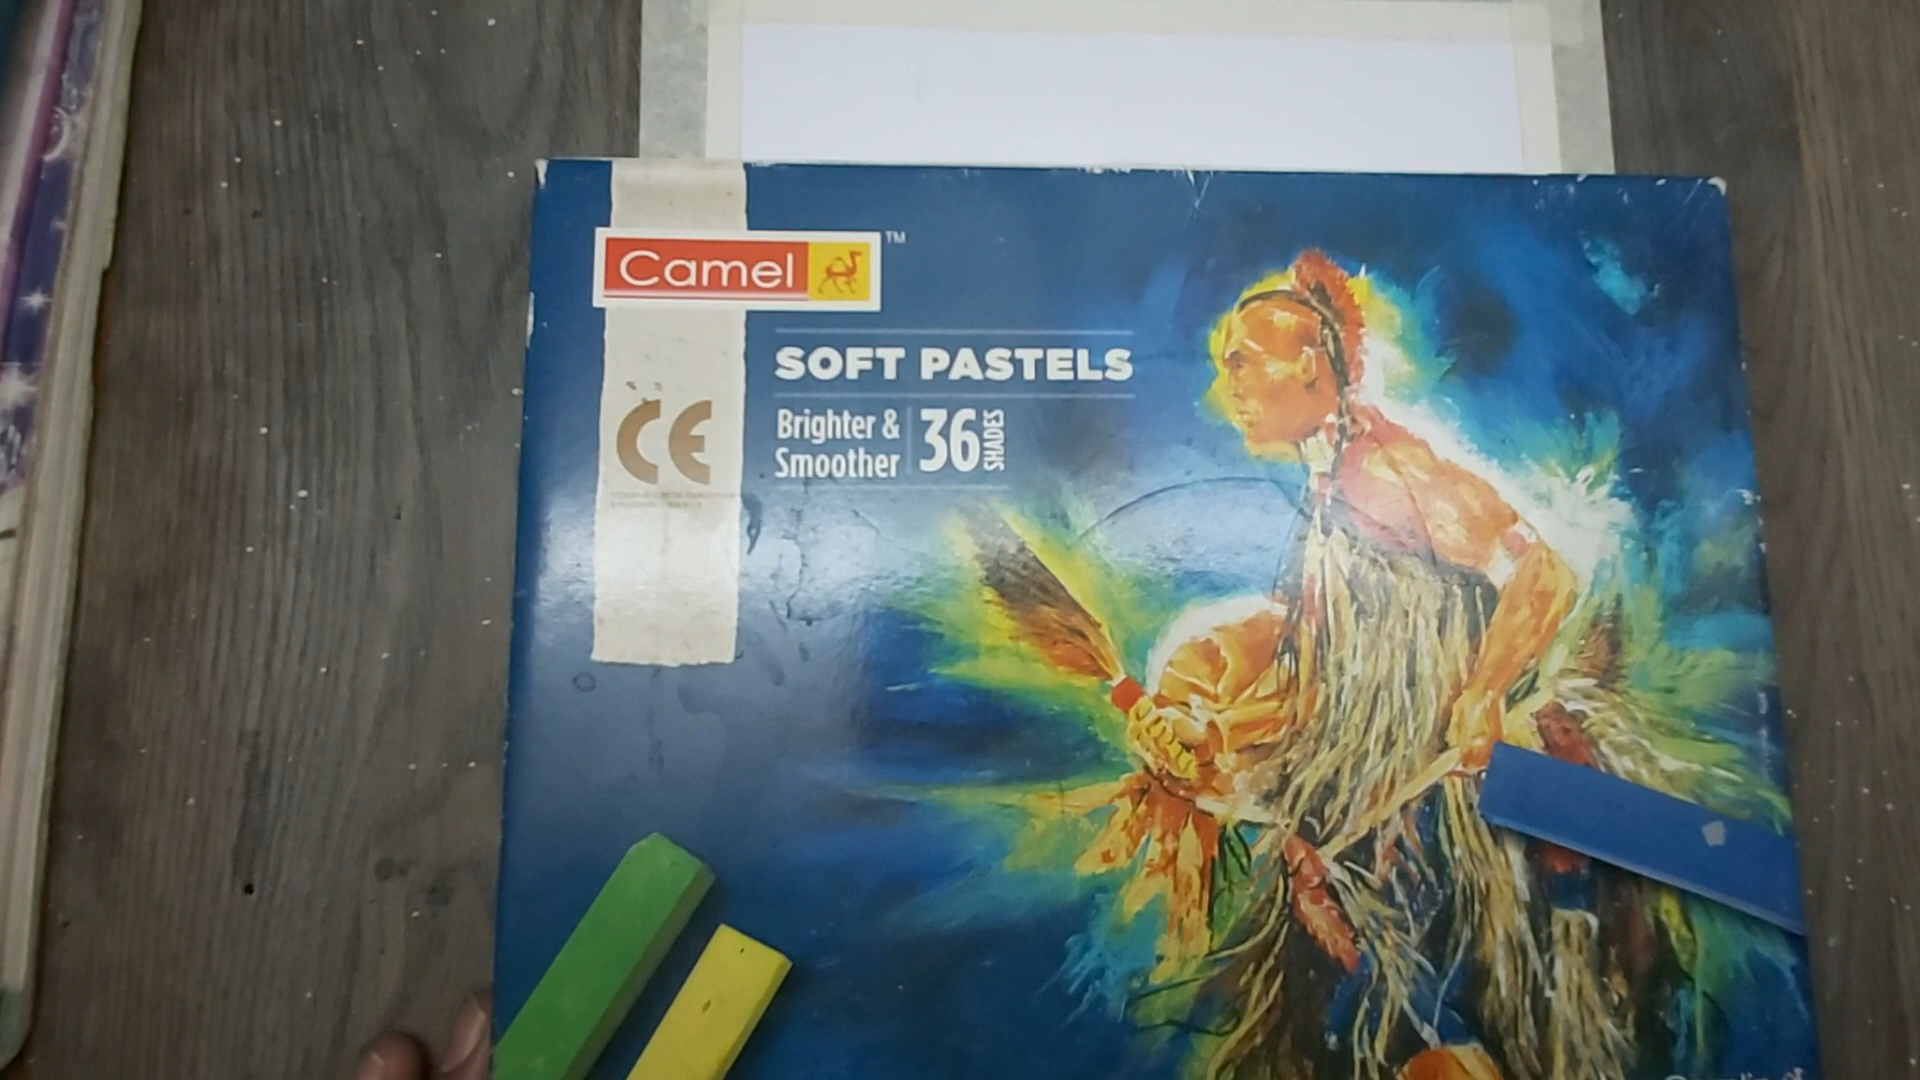 Camel
TM
SOFT PASTELS
Brighter &
Smoother
36
SHADES
CE